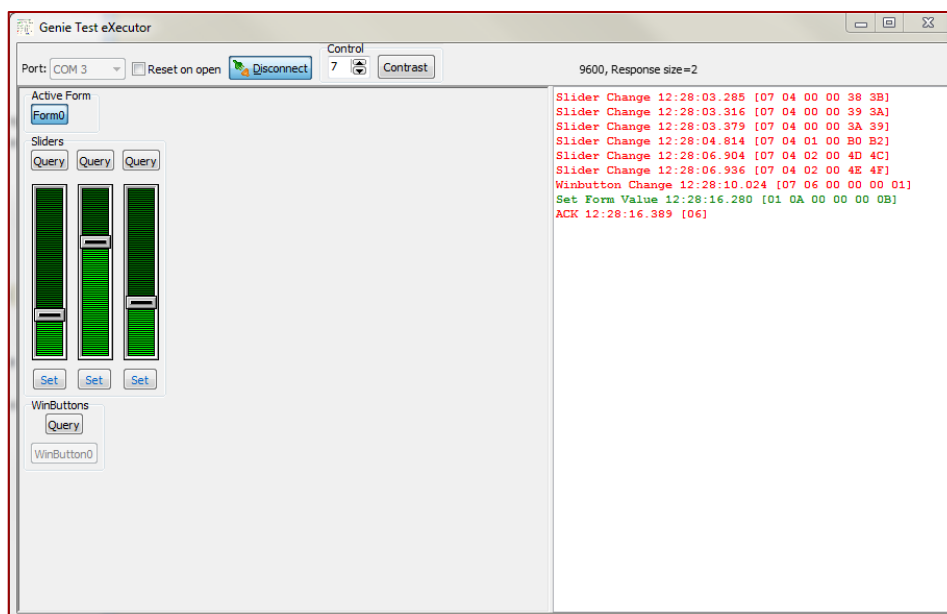 Genie Test eXecutor
Control
Port: COM 3 Reset on open Disconnect 7 Contrast 9600, Response size=2
Active Form
Form0
Sliders
Query Query Query
Set Set Set
WinButtons
Query
WinButton0
Slider Change 12:28:03.285 [07 04 00 00 38 3B]
Slider Change 12:28:03.316 [07 04 00 00 39 3A]
Slider Change 12:28:03.379 [07 04 00 00 3A 39]
Slider Change 12:28:04.814 [07 04 01 00 B0 B2]
Slider Change 12:28:06.904 [07 04 02 00 4D 4C]
Slider Change 12:28:06.936 [07 04 02 00 4E 4F]
Winbutton Change 12:28:10.024 [07 06 00 00 00 01]
Set Form Value 12:28:16.280 [01 0A 00 00 00 0B]
ACK 12:28:16.389 [06]